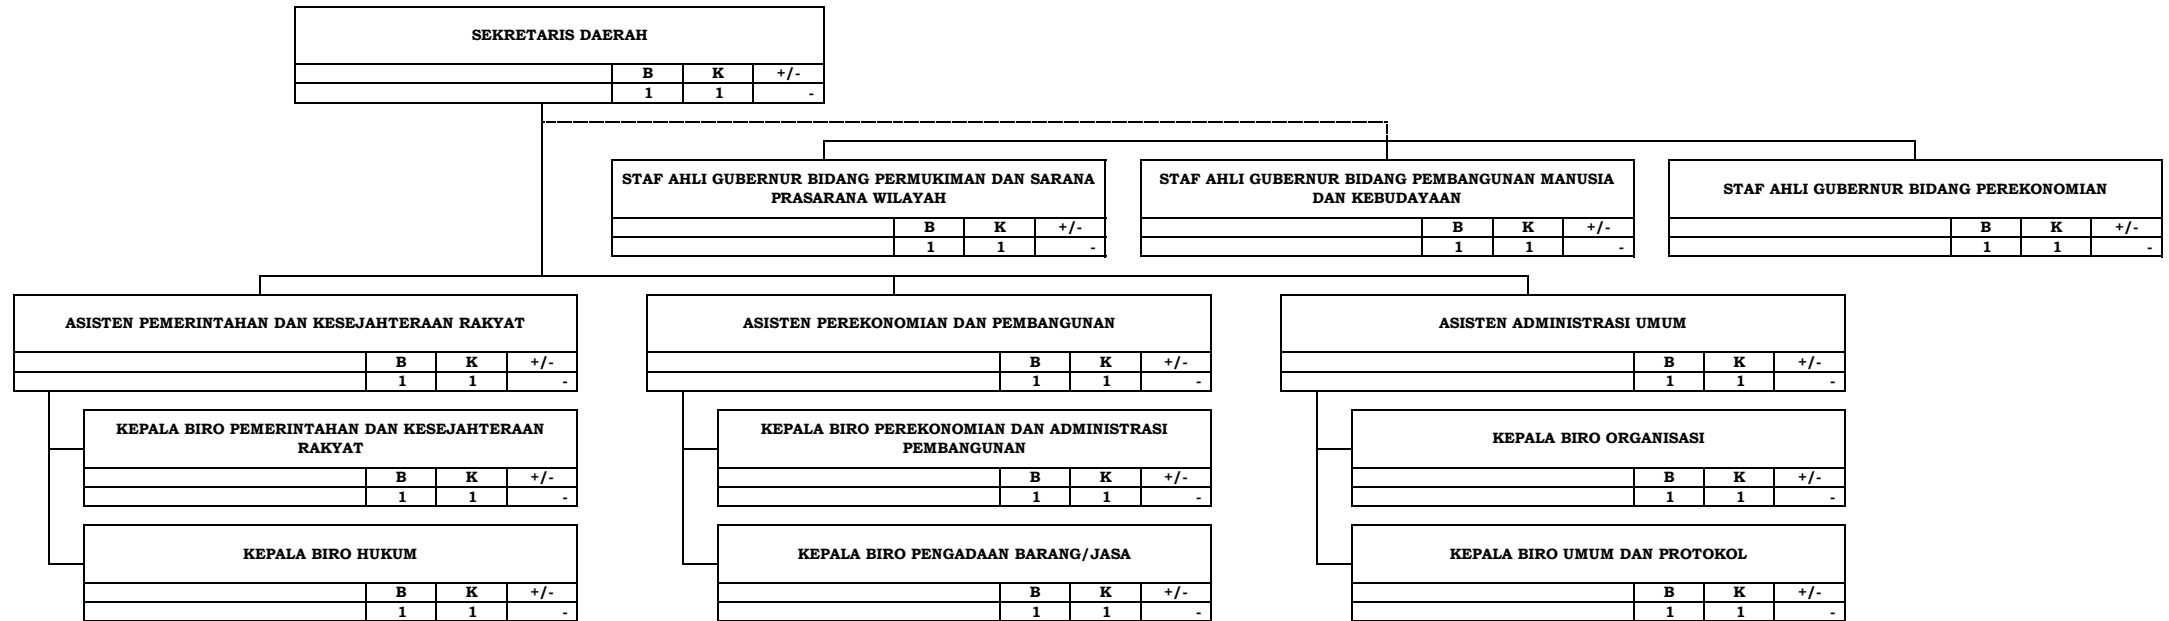 SEKRETARIS DAERAH
B K +/-
1 1 -
STAF AHLI GUBERNUR BIDANG PERMUKIMAN DAN SARANA
PRASARANA WILAYAH
B K +/-
1 1 -
STAF AHLI GUBERNUR BIDANG PEMBANGUNAN MANUSIA
DAN KEBUDAYAAN
B K +/-
1 1 -
STAF AHLI GUBERNUR BIDANG PEREKONOMIAN
B K +/-
1 1 -
ASISTEN PEMERINTAHAN DAN KESEJAHTERAAN RAKYAT
B K +/-
1 1 -
ASISTEN PEREKONOMIAN DAN PEMBANGUNAN
B K +/-
1 1 -
ASISTEN ADMINISTRASI UMUM
B K +/-
1 1 -
KEPALA BIRO PEMERINTAHAN DAN KESEJAHTERAAN
RAKYAT
B K +/-
1 1 -
KEPALA BIRO PEREKONOMIAN DAN ADMINISTRASI
PEMBANGUNAN
B K +/-
1 1 -
KEPALA BIRO ORGANISASI
B K +/-
1 1 -
KEPALA BIRO HUKUM
B K +/-
1 1 -
KEPALA BIRO PENGADAAN BARANG/JASA
B K +/-
1 1 -
KEPALA BIRO UMUM DAN PROTOKOL
B K +/-
1 1 -